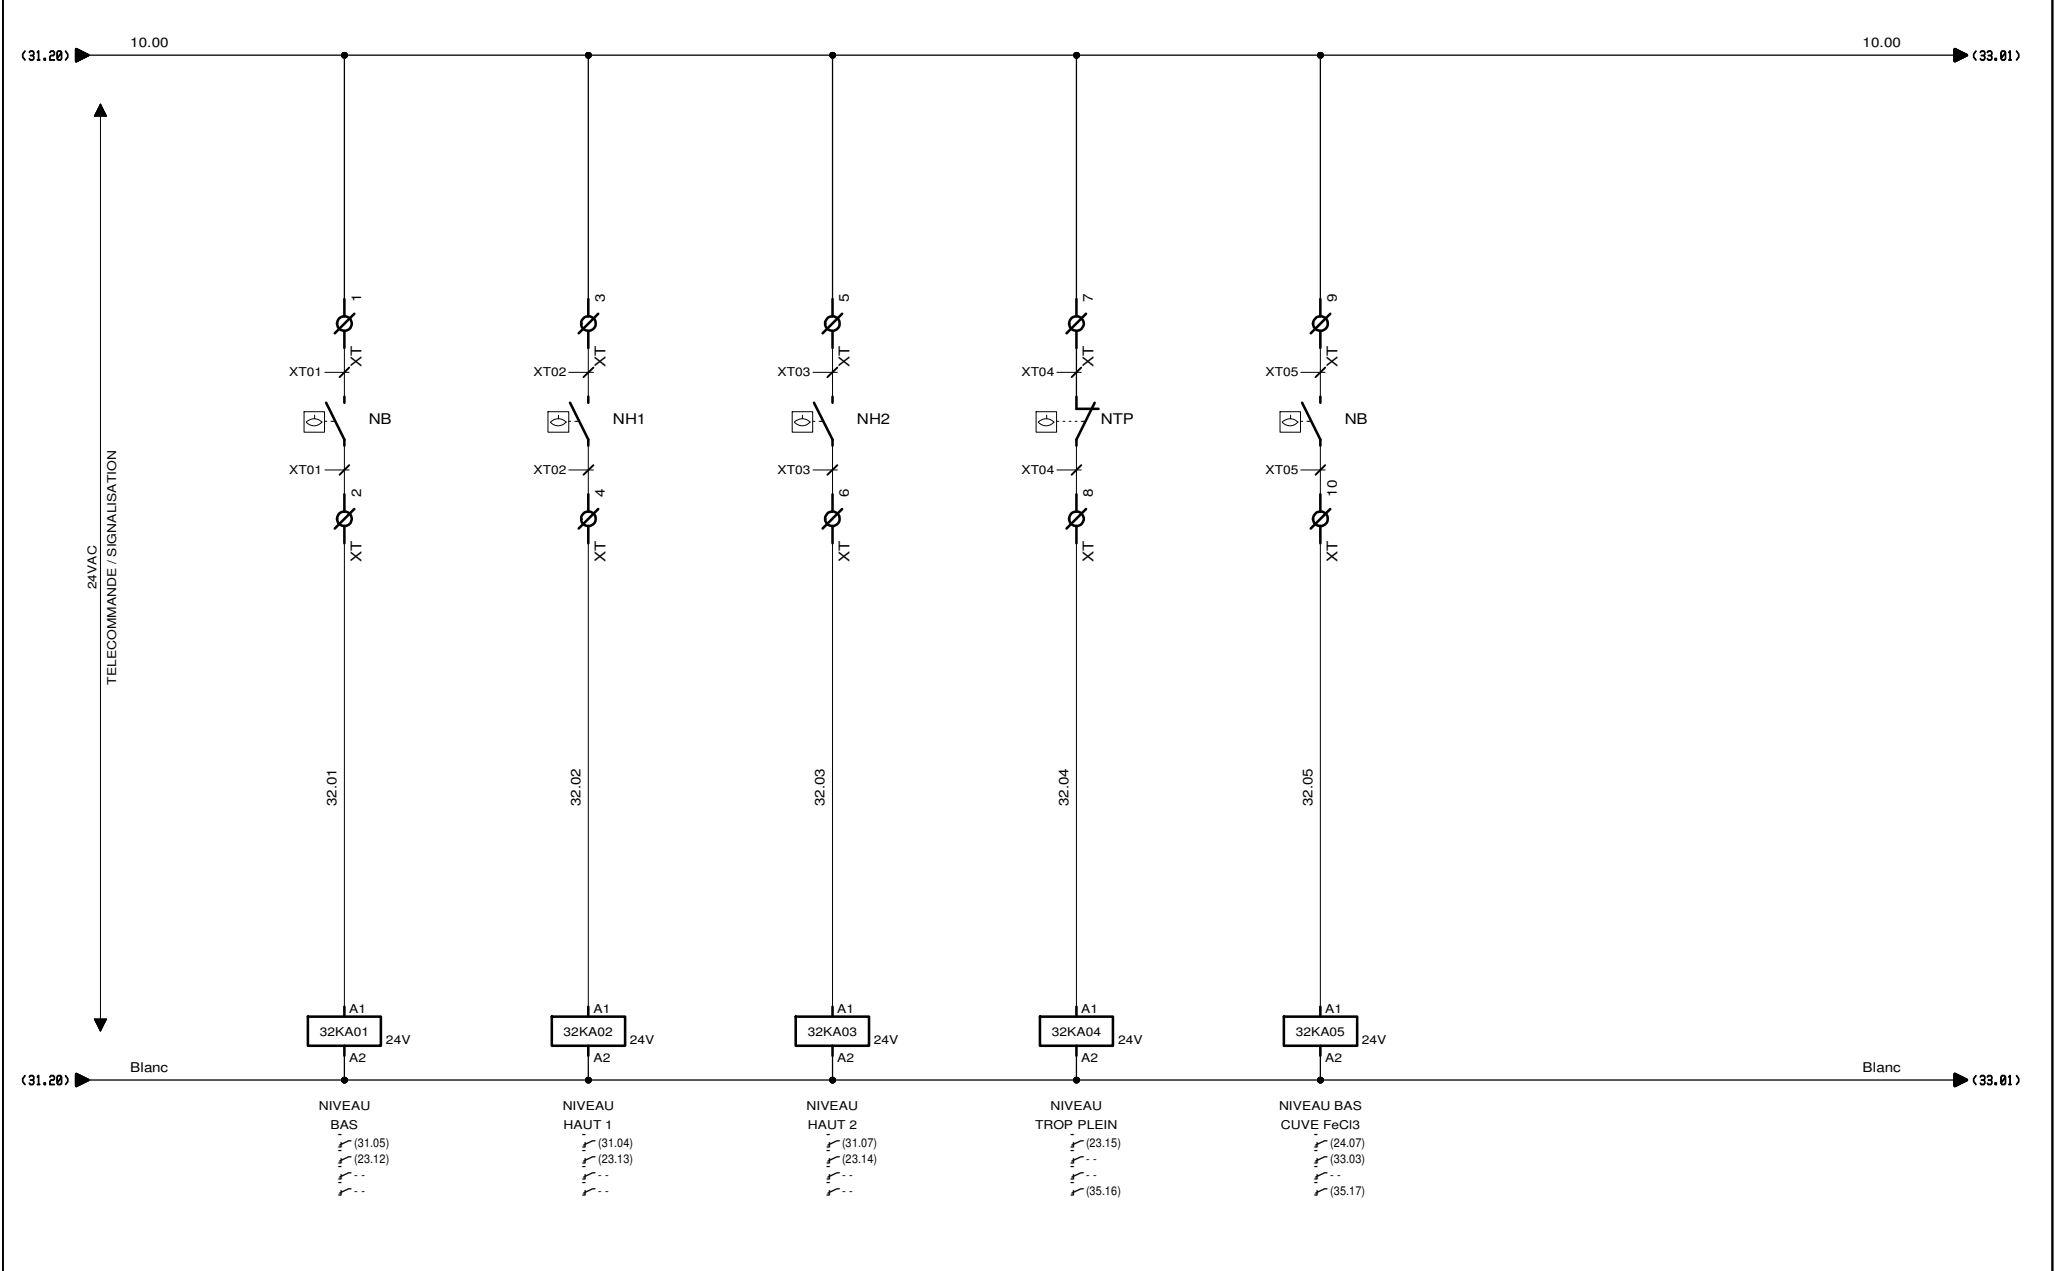 (31.20) 10.00 10.00 (33.01)
24VAC
TELECOMMANDE / SIGNALISATION
1 3 5 7 9
XT XT XT XT XT
XT01 XT02 XT03 XT04 XT05
NB NH1 NH2 NTP NB
XT01 XT02 XT03 XT04 XT05
2 4 6 8 10
XT XT XT XT XT
32.01 32.02 32.03 32.04 32.05
A1 A1 A1 A1 A1
32KA01 32KA02 32KA03 32KA04 32KA05
24V 24V 24V 24V 24V
A2 A2 A2 A2 A2
(31.20) Blanc Blanc (33.01)
NIVEAU NIVEAU NIVEAU NIVEAU NIVEAU BAS
BAS HAUT 1 HAUT 2 TROP PLEIN CUVE FeCl3
(31.05) (31.04) (31.07) (23.15) (24.07)
(23.12) (23.13) (23.14) - - (33.03)
- - - - - - - - - -
- - - - - - (35.16) (35.17)